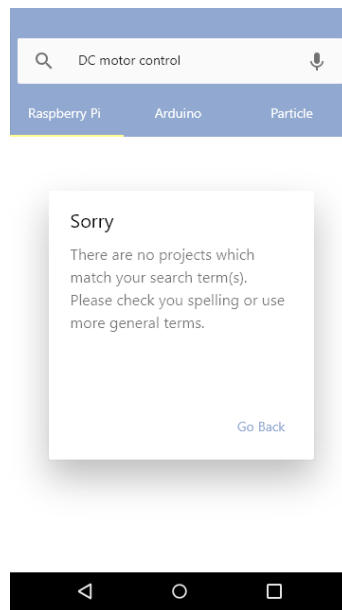 DC motor control
Raspberry Pi Arduino Particle
Sorry
There are no projects which
match your search term(s).
Please check you spelling or use
more general terms.
Go Back